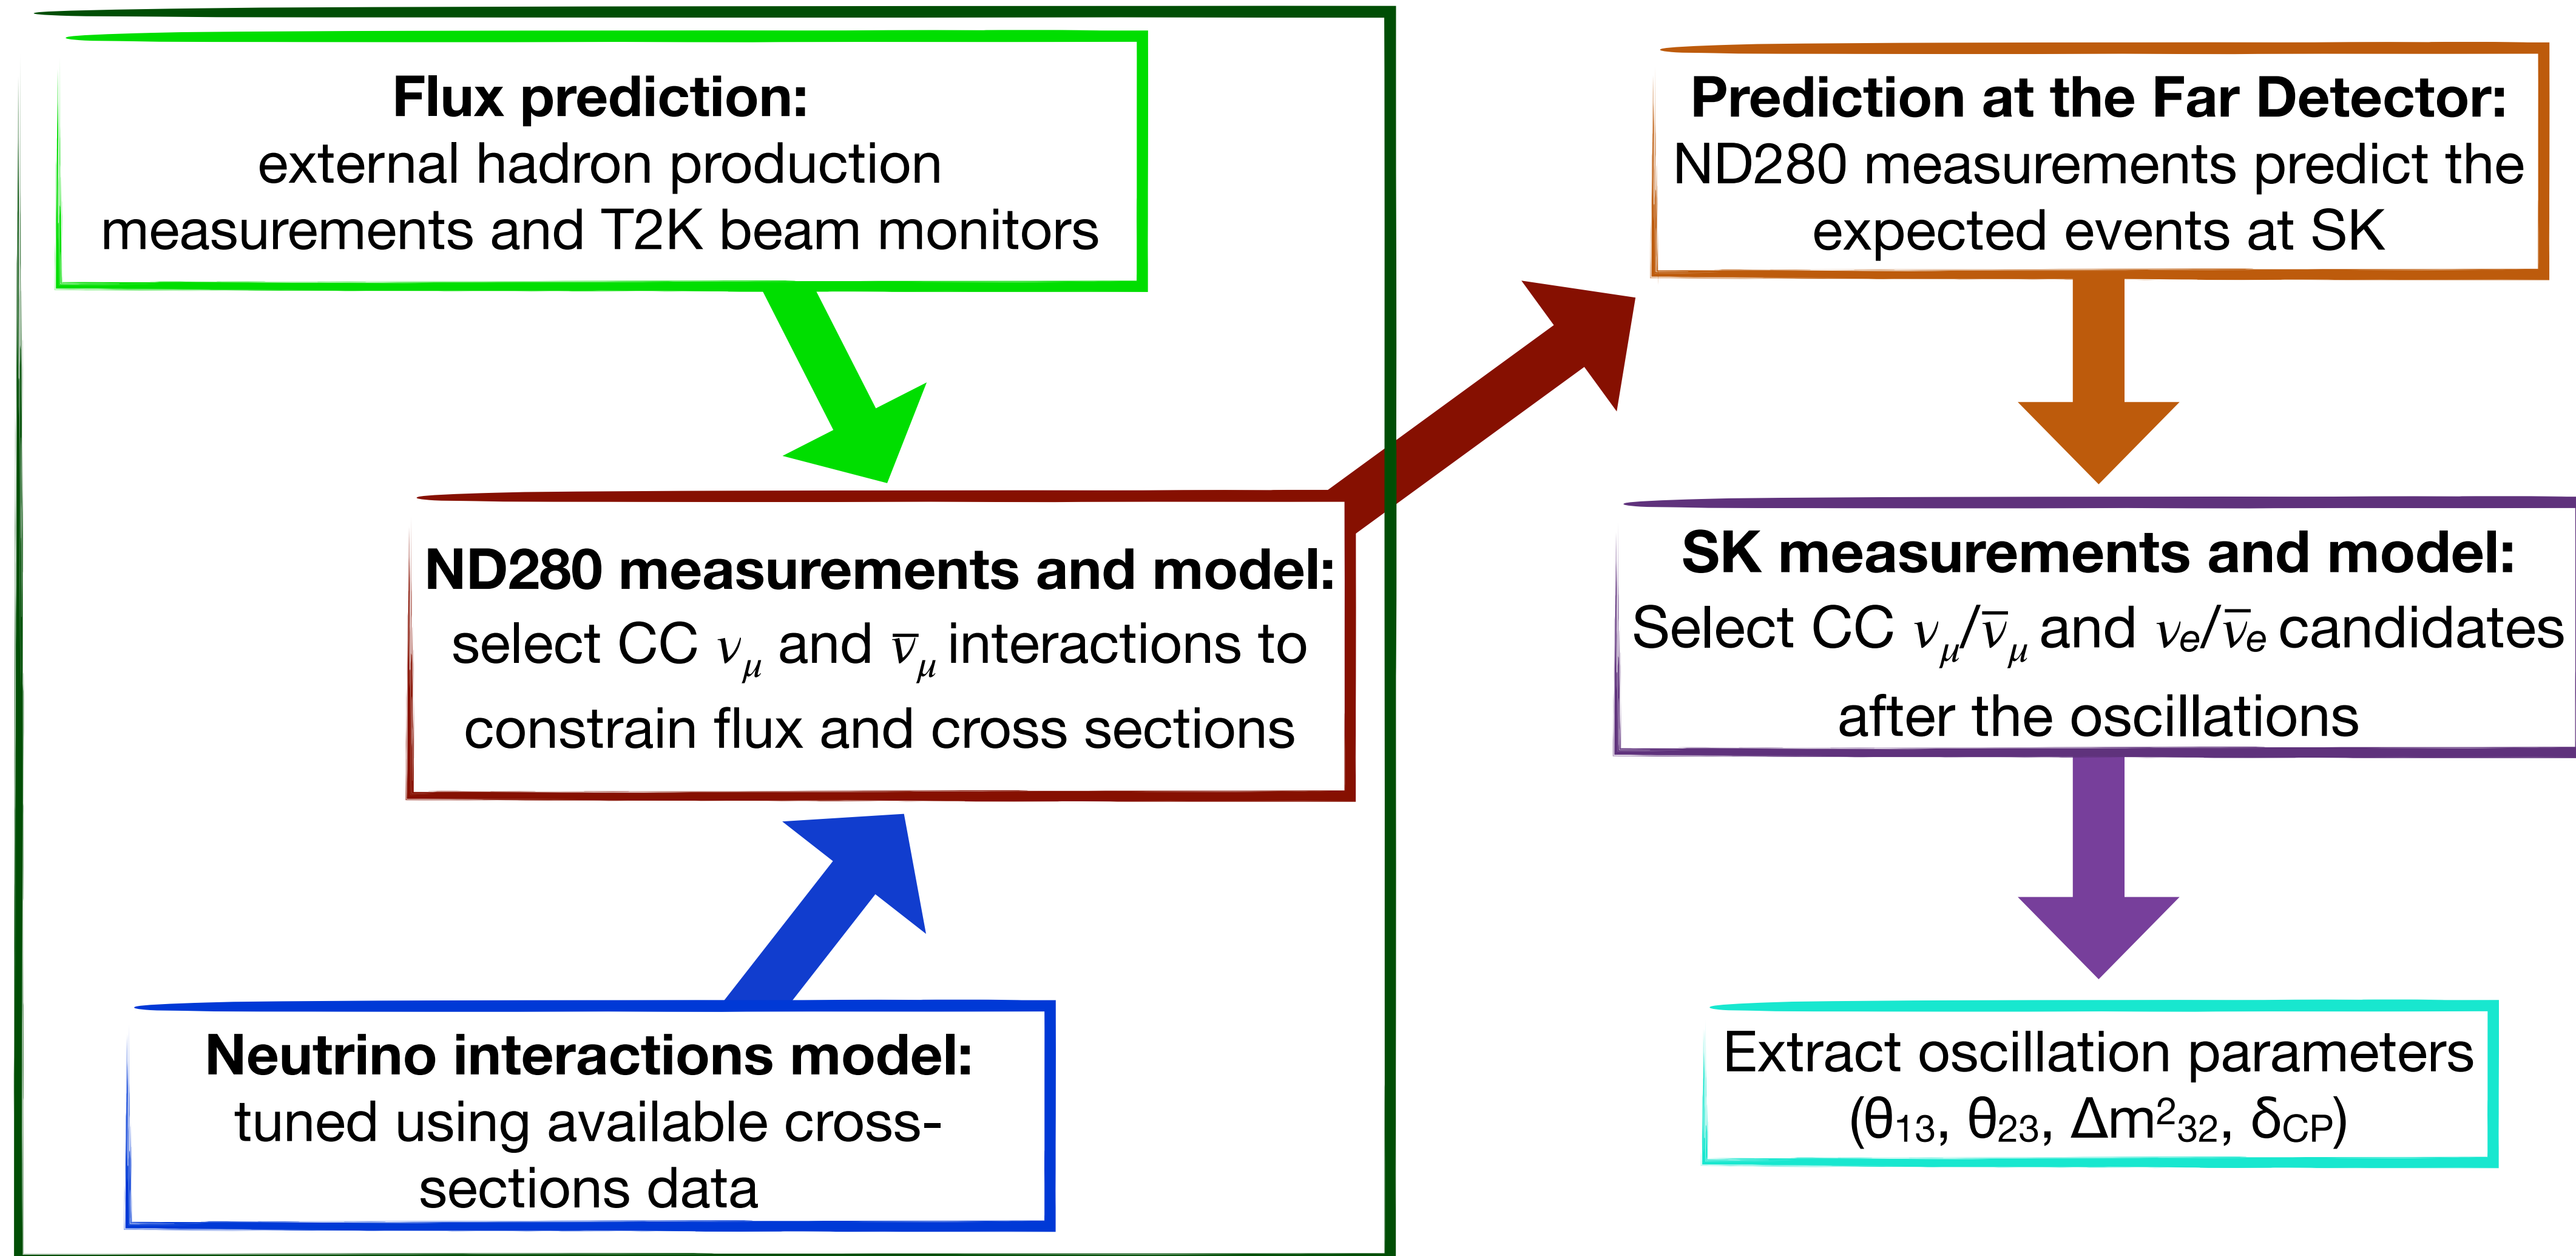 Flux prediction:
external hadron production
measurements and T2K beam monitors
ND280 measurements and model:
select CC νμ and ν̅μ interactions to
constrain flux and cross sections
Neutrino interactions model:
tuned using available cross-
sections data
Prediction at the Far Detector:
ND280 measurements predict the
expected events at SK
SK measurements and model:
Select CC νμ/ν̅μ and νe/ν̅e candidates
after the oscillations
Extract oscillation parameters
(θ13, θ23, Δm²32, δCP)